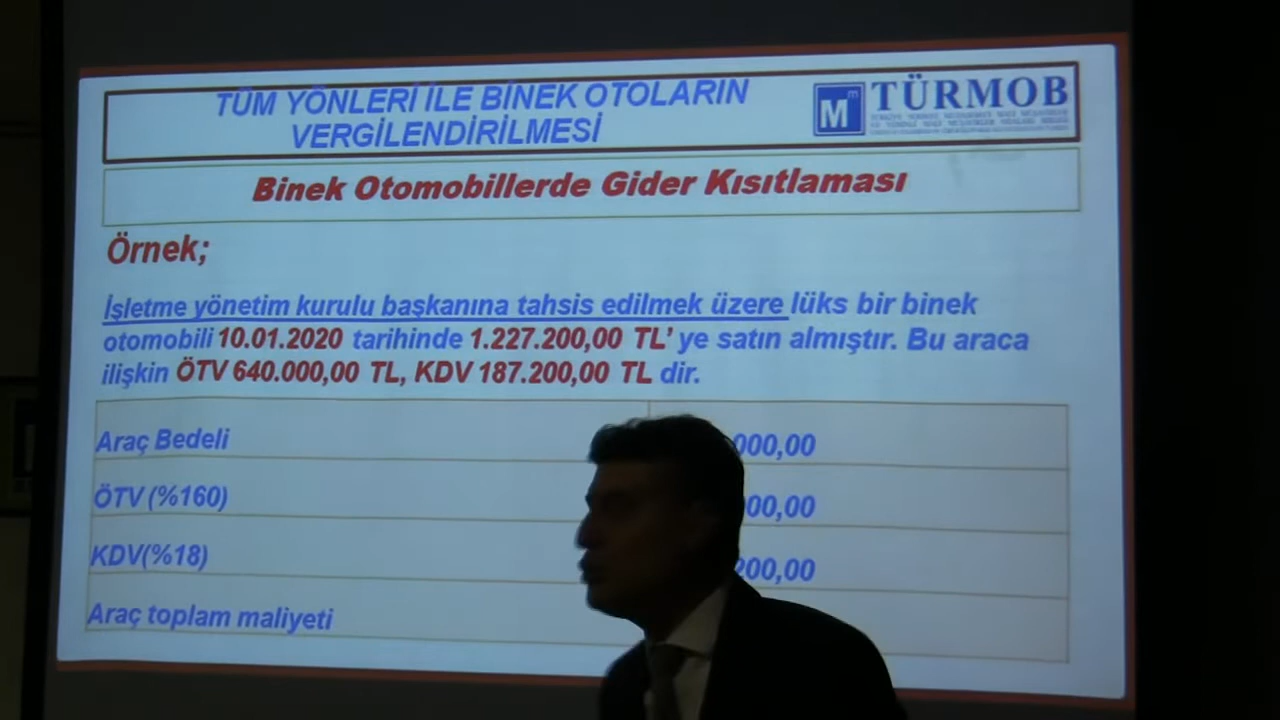 TÜM YÖNLERİ İLE BİNEK OTOLARIN
VERGİLENDİRİLMESİ
M m
TÜRMOB
Binek Otomobillerde Gider Kısıtlaması
Örnek;
İşletme yönetim kurulu başkanına tahsis edilmek üzere lüks bir binek
otomobili 10.01.2020 tarihinde 1.227.200,00 TL' ye satın almıştır. Bu araca
ilişkin ÖTV 640.000,00 TL, KDV 187.200,00 TL dir.
Araç Bedeli 000,00
ÖTV (%160) 00,00
KDV(%18) 200,00
Araç toplam maliyeti